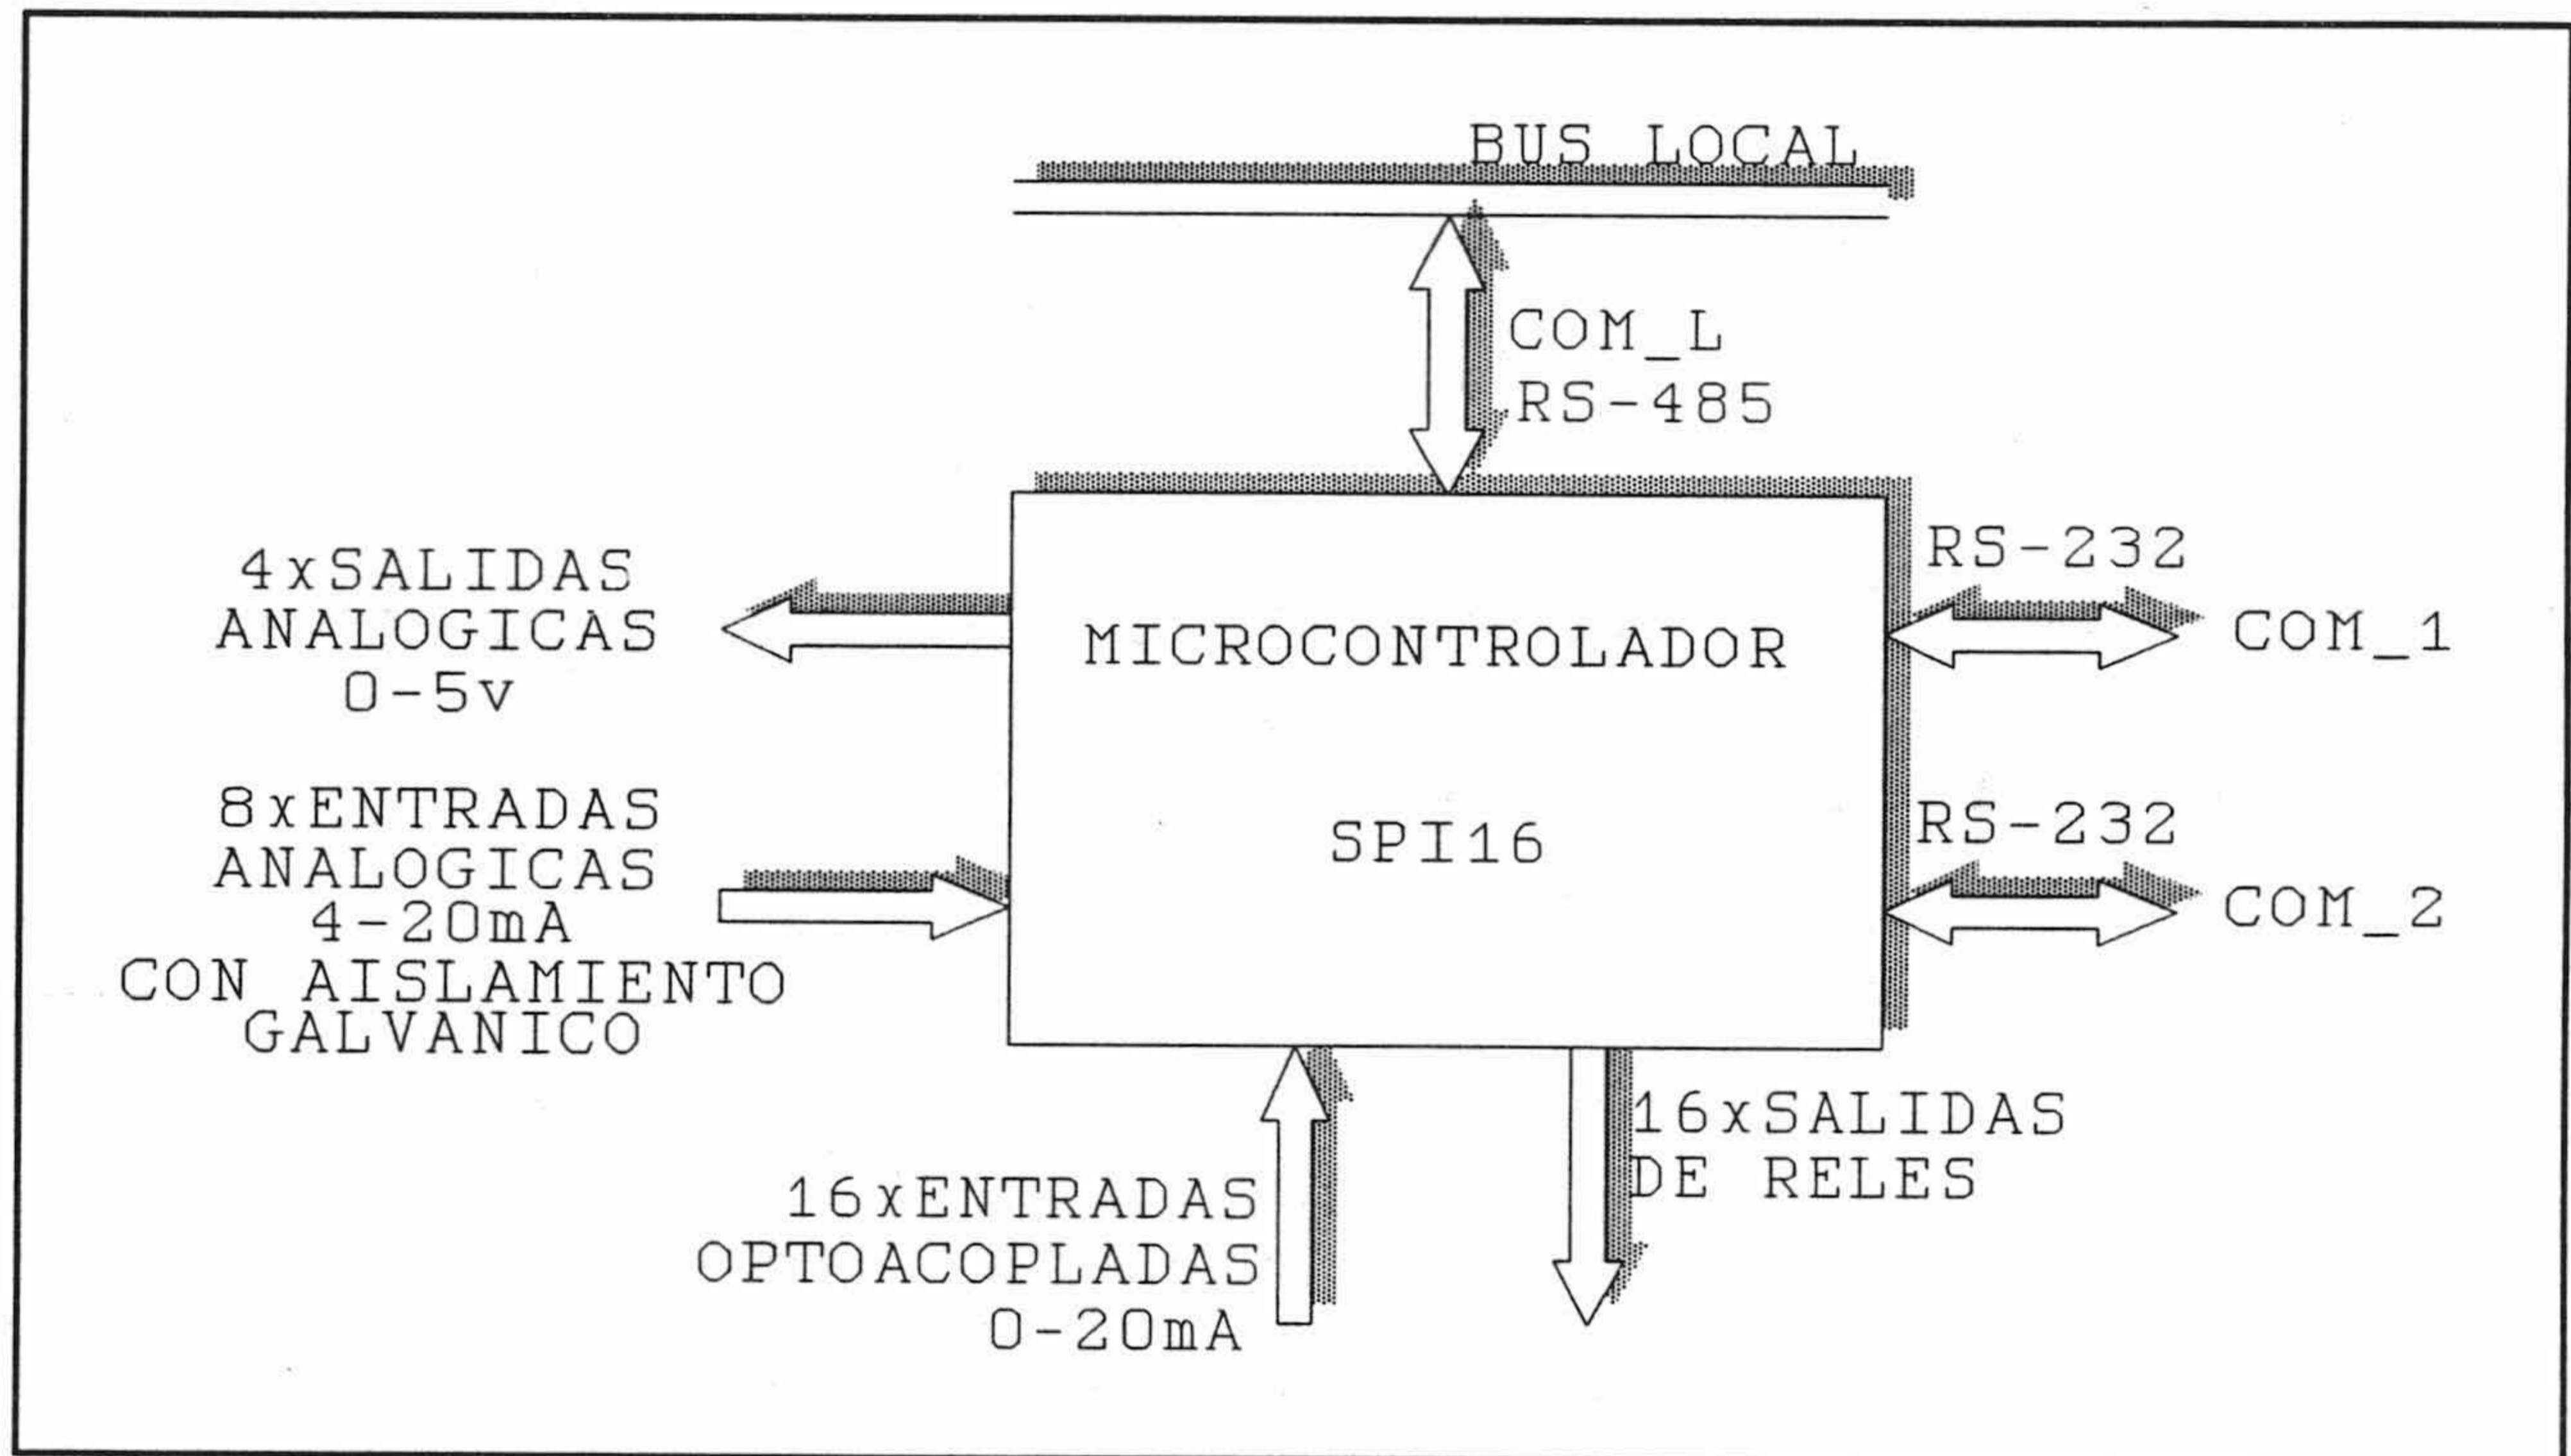 BUS LOCAL
COM_L
RS-485
4xSALIDAS
ANALOGICAS
0-5v
8xENTRADAS
ANALOGICAS
4-20mA
CON AISLAMIENTO
GALVANICO
MICROCONTROLADOR
SPI16
RS-232
COM_1
RS-232
COM_2
16xENTRADAS
OPTOACOPLADAS
0-20mA
16xSALIDAS
DE RELES